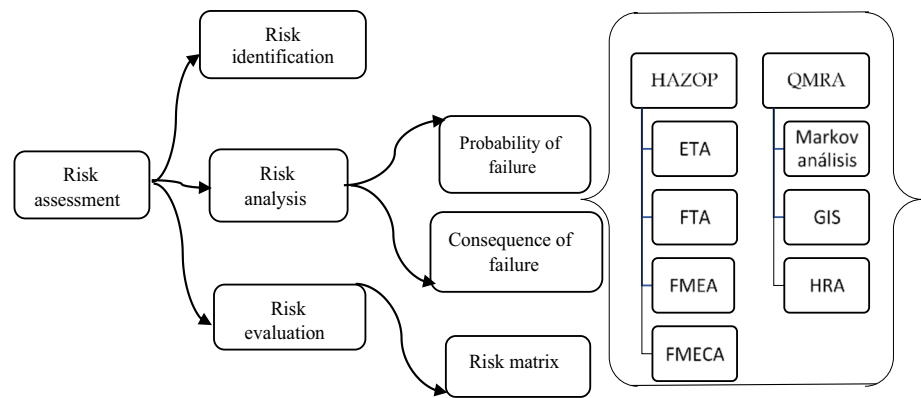 Risk
identification
Risk
assessment
Risk
analysis
Risk
evaluation
Probability of
failure
Consequence of
failure
Risk matrix
HAZOP
ETA
FTA
FMEA
FMECA
QMRA
Markov
análisis
GIS
HRA